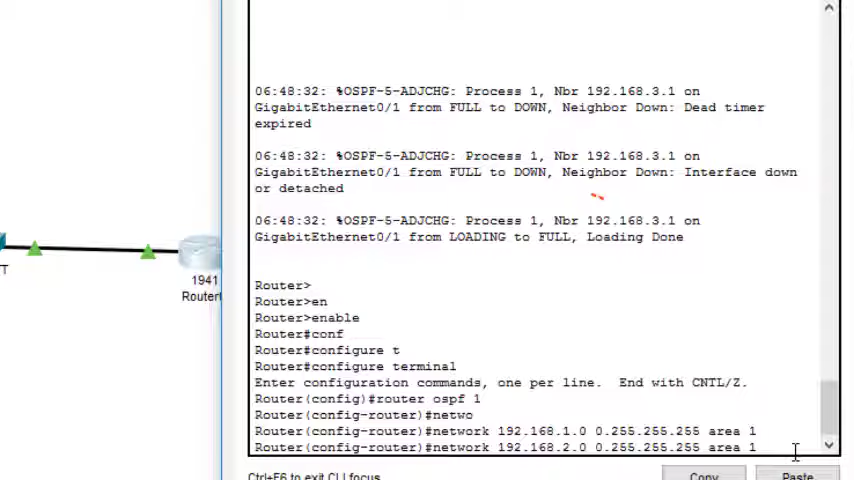 06:48:32: %OSPF-5-ADJCHG: Process 1, Nbr 192.168.3.1 on
GigabitEthernet0/1 from FULL to DOWN, Neighbor Down: Dead timer
expired
06:48:32: %OSPF-5-ADJCHG: Process 1, Nbr 192.168.3.1 on
GigabitEthernet0/1 from FULL to DOWN, Neighbor Down: Interface down
or detached
06:48:32: %OSPF-5-ADJCHG: Process 1, Nbr 192.168.3.1 on
GigabitEthernet0/1 from LOADING to FULL, Loading Done
Router>
Router>en
Router>enable
Router#conf
Router#configure t
Router#configure terminal
Enter configuration commands, one per line.  End with CNTL/Z.
Router(config)#router ospf 1
Router(config-router)#netwo
Router(config-router)#network 192.168.1.0 0.255.255.255 area 1
Router(config-router)#network 192.168.2.0 0.255.255.255 area 1
T
1941
Router
Ctrl+F6 to exit CLI focus
Copy
Paste